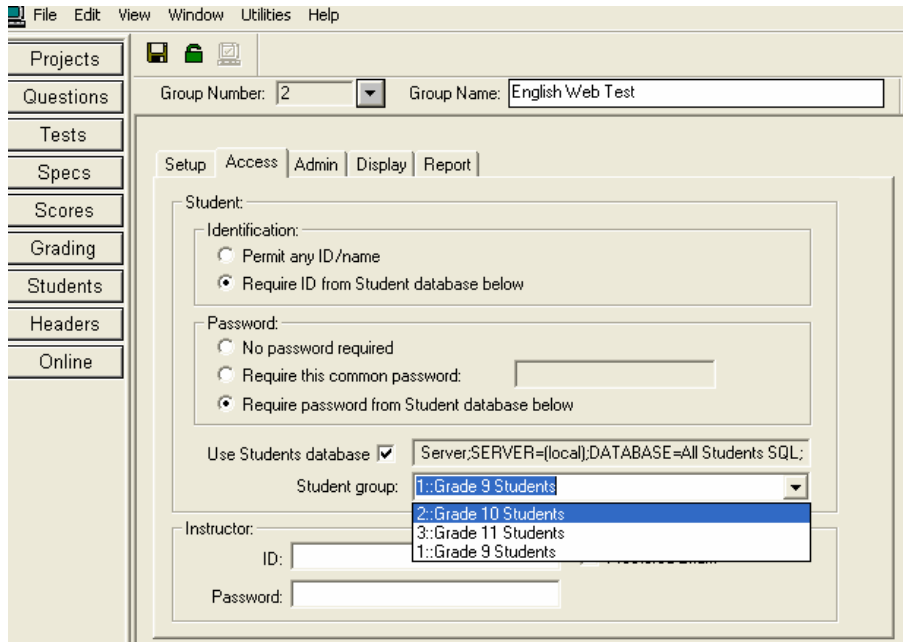 File Edit View Window Utilities Help
Projects
Questions
Tests
Specs
Scores
Grading
Students
Headers
Online
Group Number: 2 Group Name: English Web Test
Setup Access Admin Display Report
Student:
Identification:
Permit any ID/name
Require ID from Student database below
Password:
No password required
Require this common password:
Require password from Student database below
Use Students database Server;SERVER=(local);DATABASE=All Students SQL;
Student group: 1::Grade 9 Students
2::Grade 10 Students
3::Grade 11 Students
1::Grade 9 Students
Instructor:
ID:
Password: